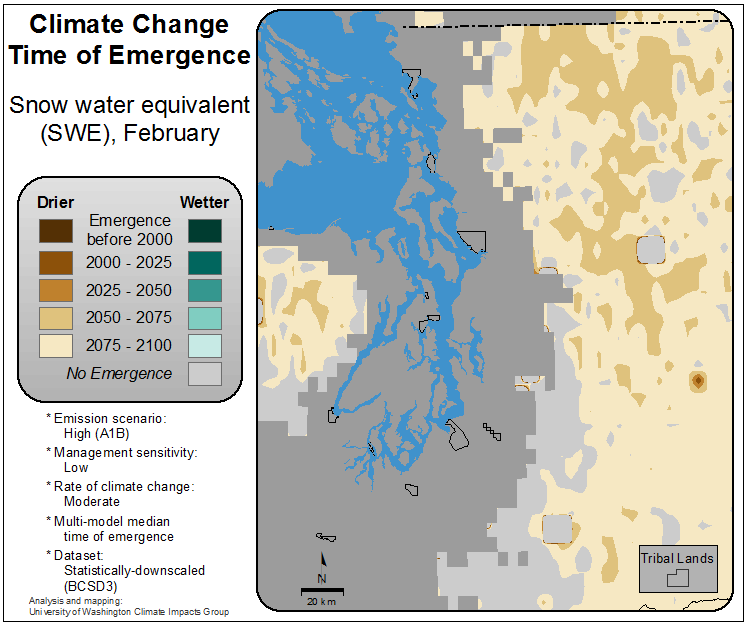 Climate Change
Time of Emergence
Snow water equivalent
(SWE), February
Drier Wetter
Emergence
before 2000
2000 - 2025
2025 - 2050
2050 - 2075
2075 - 2100
No Emergence
* Emission scenario:
High (A1B)
* Management sensitivity:
Low
* Rate of climate change:
Moderate
* Multi-model median
time of emergence
* Dataset:
Statistically-downscaled
(BCSD3)
Analysis and mapping:
University of Washington Climate Impacts Group
N
20 km
Tribal Lands